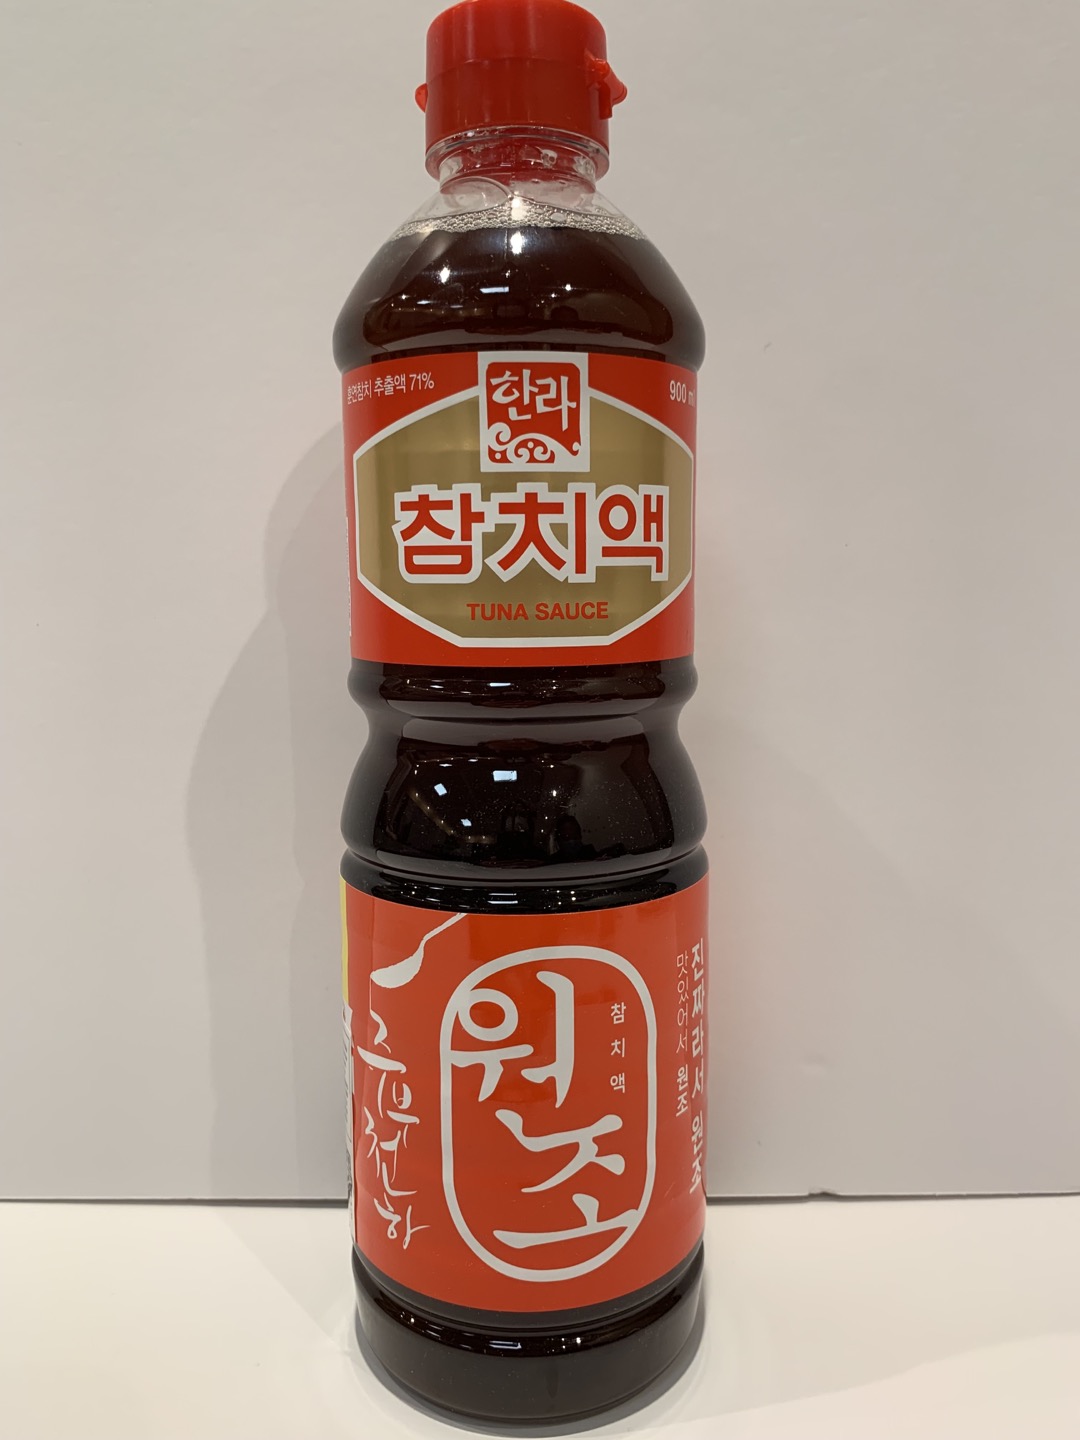 훈연참치 추출액 71%
900 ml
한라
참치액
TUNA SAUCE
진짜라서 원조
맛있어서 원조
참치액
원조
주부천하